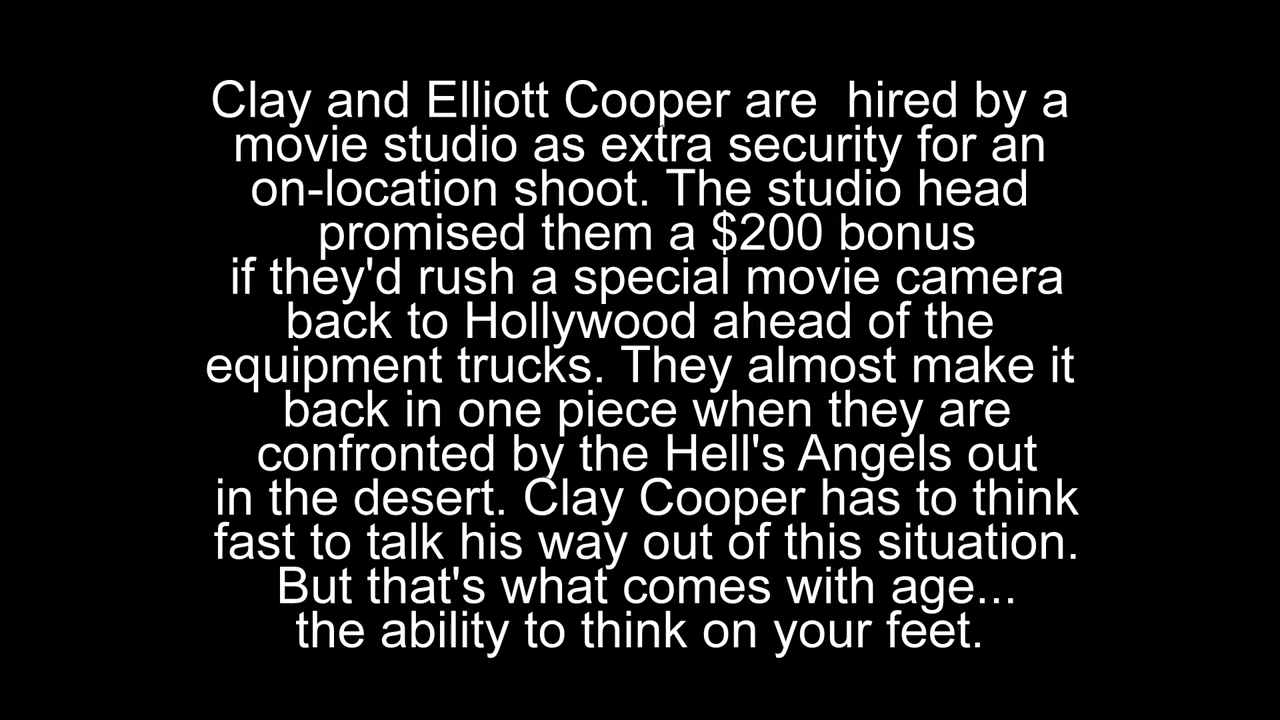 Clay and Elliott Cooper are  hired by a
movie studio as extra security for an
on-location shoot. The studio head
promised them a $200 bonus
if they'd rush a special movie camera
back to Hollywood ahead of the
equipment trucks. They almost make it
back in one piece when they are
confronted by the Hell's Angels out
in the desert. Clay Cooper has to think
fast to talk his way out of this situation.
But that's what comes with age...
the ability to think on your feet.